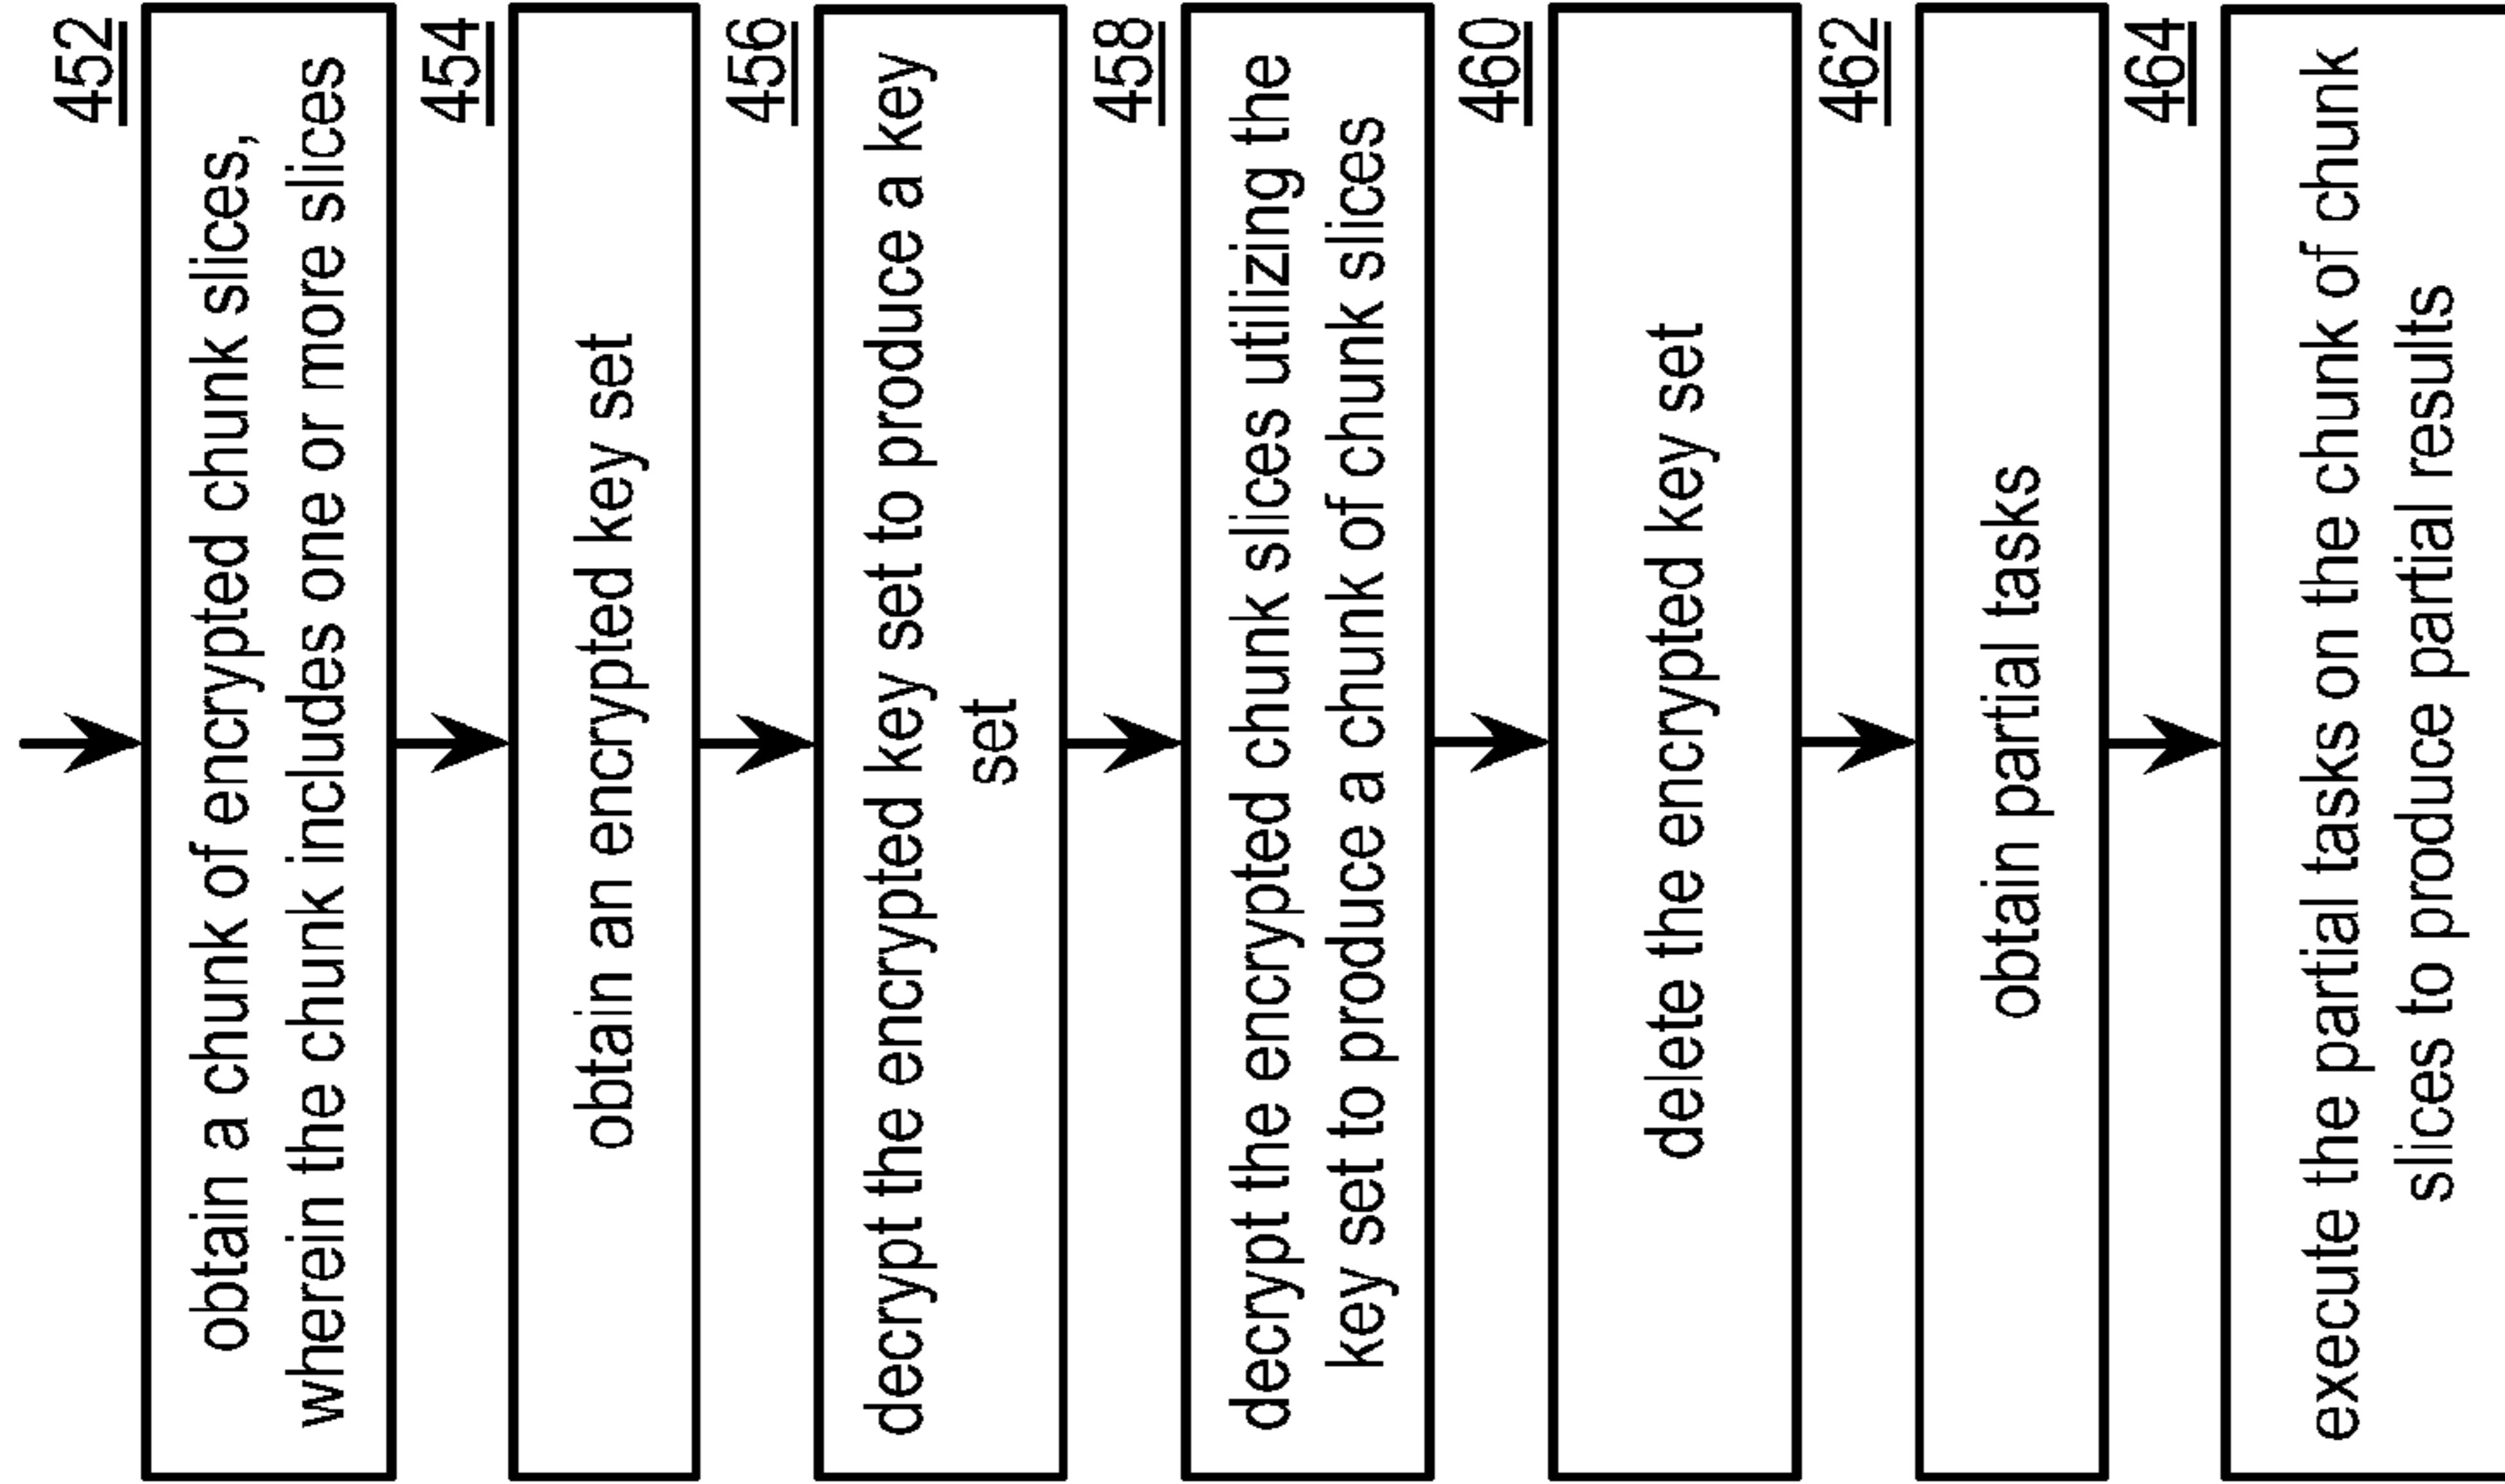 452
obtain a chunk of encrypted chunk slices,
wherein the chunk includes one or more slices
454
obtain an encrypted key set
456
decrypt the encrypted key set to produce a key
set
458
decrypt the encrypted chunk slices utilizing the
key set to produce a chunk of chunk slices
460
delete the encrypted key set
462
obtain partial tasks
464
execute the partial tasks on the chunk of chunk
slices to produce partial results